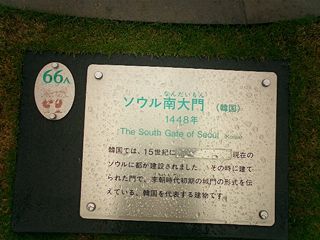 66A
なんだいもん
ソウル南大門 (韓国)
1448年
The South Gate of Seoul (Korea)
韓国では、15世紀に 現在の
ソウルに都が建設されました。その時に建て
られた門で、李朝時代初期の城門の形式を伝
えている、韓国を代表する建物です。